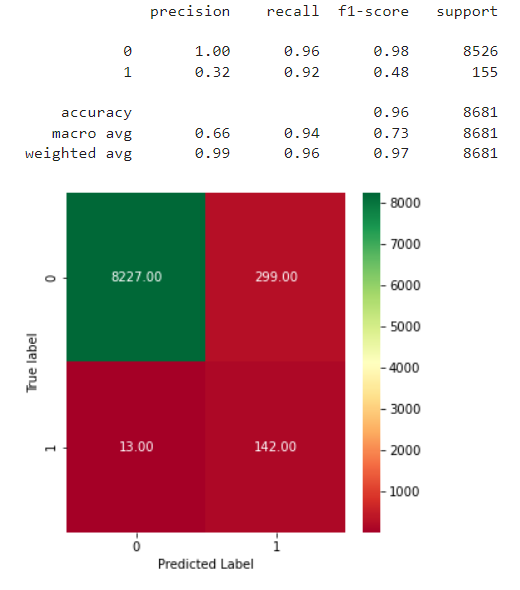 precision recall f1-score support
0 1.00 0.96 0.98 8526
1 0.32 0.92 0.48 155
accuracy 0.96 8681
macro avg 0.66 0.94 0.73 8681
weighted avg 0.99 0.96 0.97 8681
8000
7000
6000
5000
4000
3000
2000
1000
True label
0
1
8227.00 299.00
13.00 142.00
0 1
Predicted Label